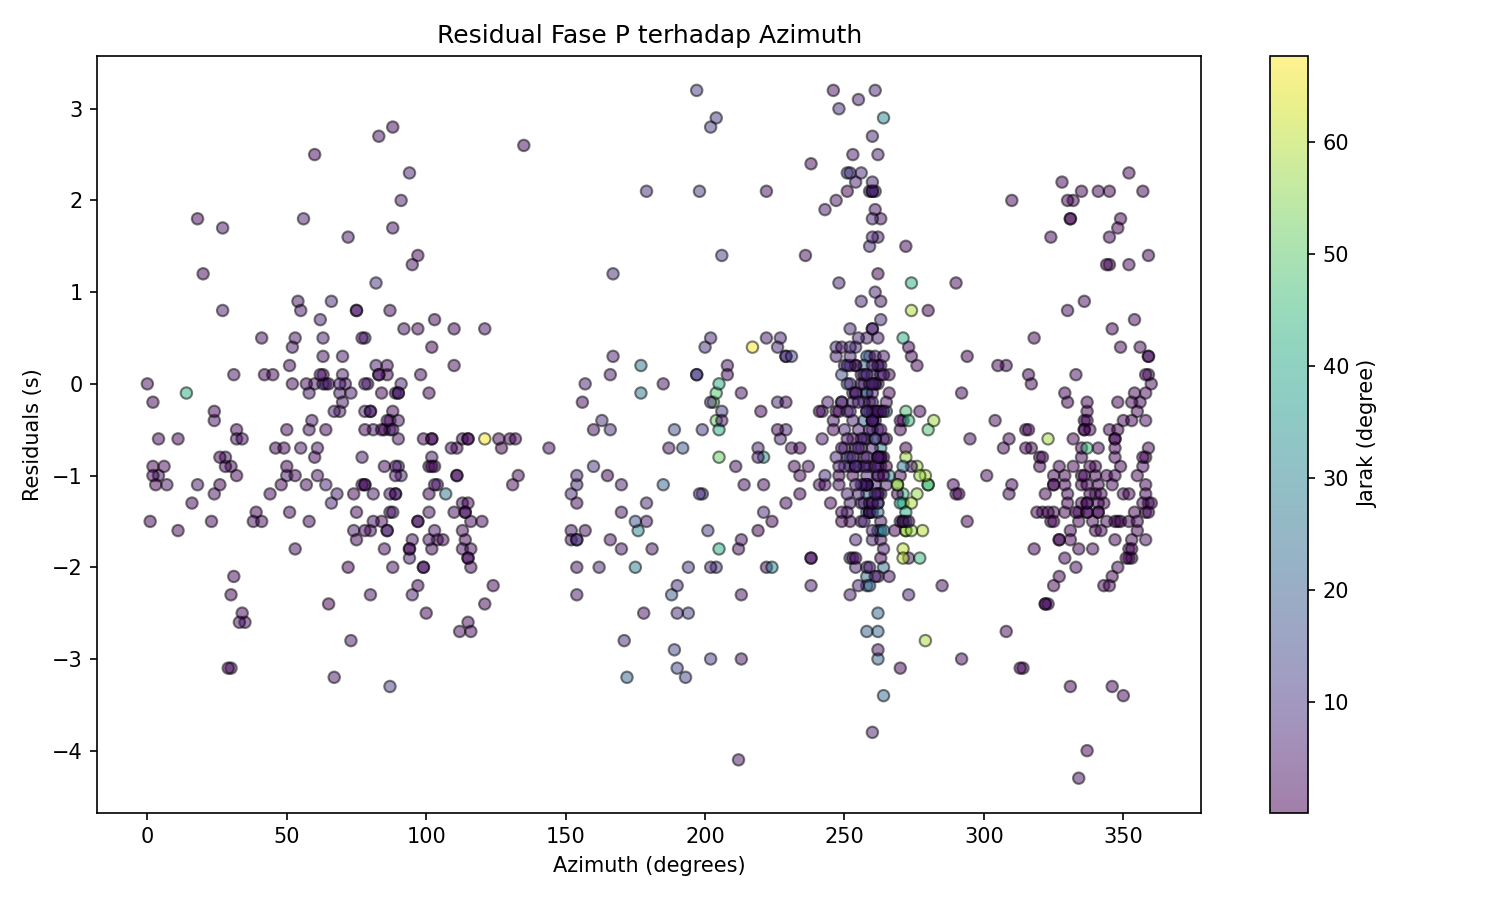 Residual Fase P terhadap Azimuth
Residuals (s)
3
2
1
0
−1
−2
−3
−4
0 50 100 150 200 250 300 350
Azimuth (degrees)
60
50
40
30
20
10
Jarak (degree)